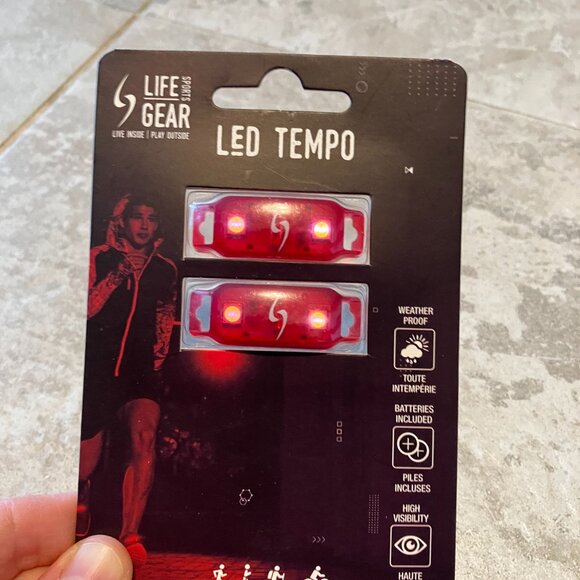 LIFE
GEAR
SPORTS
LIVE INSIDE | PLAY OUTSIDE
LED TEMPO
WEATHER
PROOF
TOUTE
INTEMPÉRIE
BATTERIES
INCLUDED
PILES
INCLUSES
HIGH
VISIBILITY
HAUTE